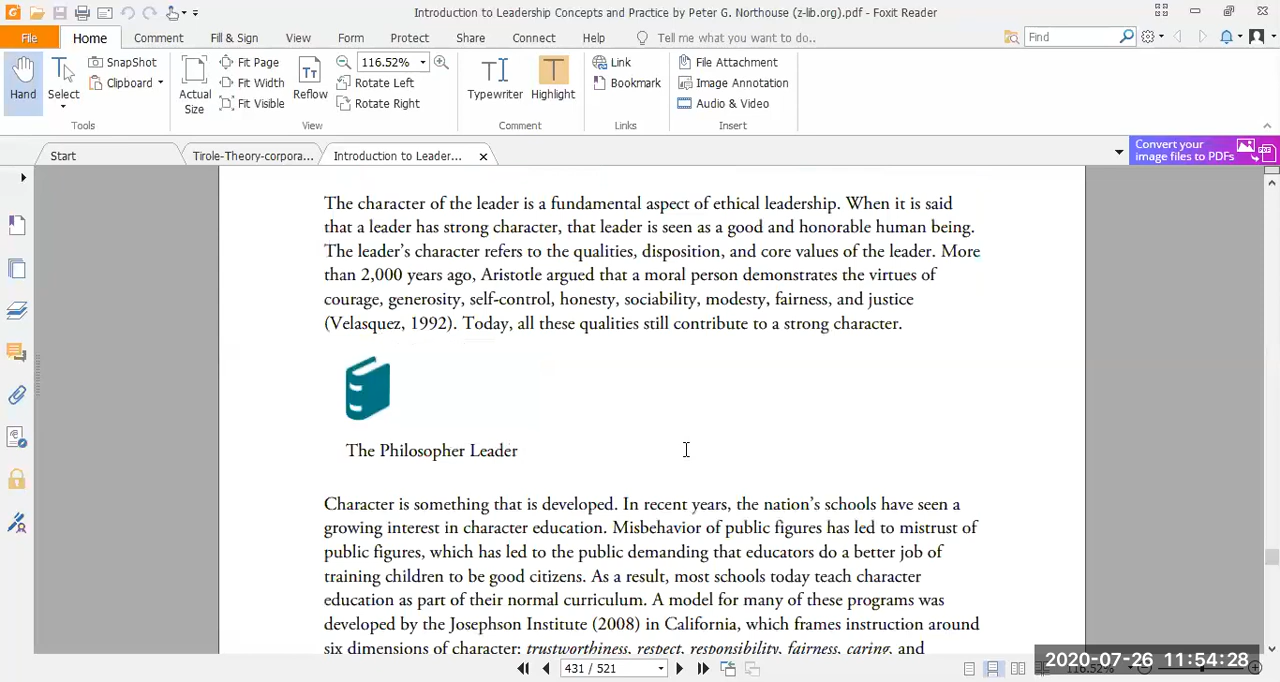 Introduction to Leadership Concepts and Practice by Peter G. Northouse (z-lib.org).pdf - Foxit Reader
File Home Comment Fill & Sign View Form Protect Share Connect Help Tell me what you want to do.. Find
Hand Select SnapShot Clipboard
Actual Size Fit Page Fit Width Fit Visible Reflow 116.52% Rotate Left Rotate Right
Typewriter Highlight
Link Bookmark
File Attachment Image Annotation Audio & Video
Tools View Comment Links Insert
Start Tirole-Theory-corpora... Introduction to Leader...
Convert your
image files to PDFs
The character of the leader is a fundamental aspect of ethical leadership. When it is said
that a leader has strong character, that leader is seen as a good and honorable human being.
The leader's character refers to the qualities, disposition, and core values of the leader. More
than 2,000 years ago, Aristotle argued that a moral person demonstrates the virtues of
courage, generosity, self-control, honesty, sociability, modesty, fairness, and justice
(Velasquez, 1992). Today, all these qualities still contribute to a strong character.
The Philosopher Leader
Character is something that is developed. In recent years, the nation's schools have seen a
growing interest in character education. Misbehavior of public figures has led to mistrust of
public figures, which has led to the public demanding that educators do a better job of
training children to be good citizens. As a result, most schools today teach character
education as part of their normal curriculum. A model for many of these programs was
developed by the Josephson Institute (2008) in California, which frames instruction around
six dimensions of character: trustworthiness, respect, responsibility, fairness, caring, and
431 / 521
116.52%
2020-07-26 11:54:28